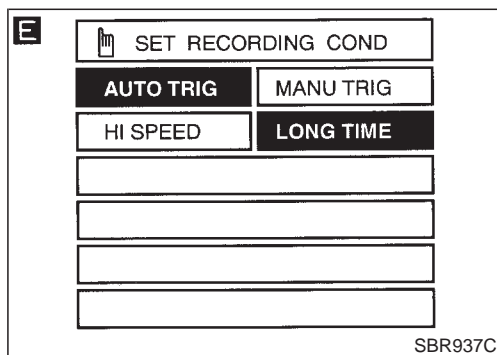 E
SET RECORDING COND
AUTO TRIG MANU TRIG
HI SPEED LONG TIME
SBR937C